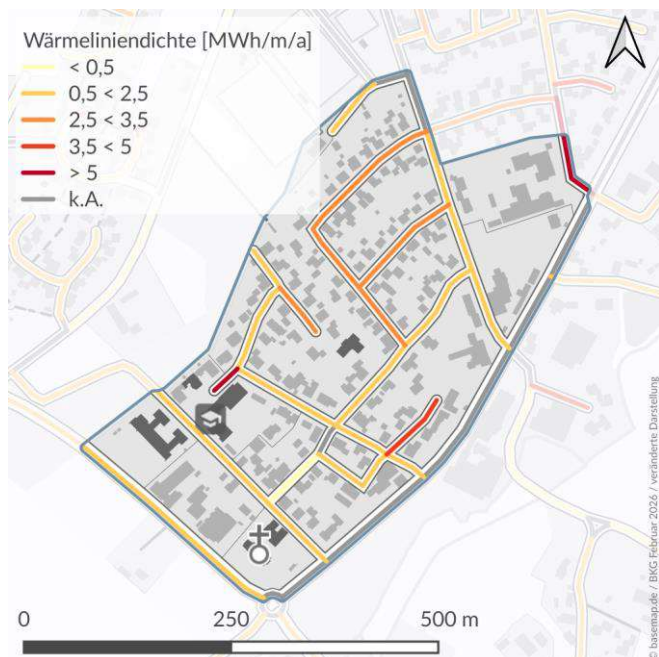 Wärmeliniendichte [MWh/m/a]
< 0,5
0,5 < 2,5
2,5 < 3,5
3,5 < 5
> 5
k.A.
© basemap.de / BKG Februar 2026 / veränderte Darstellung
0 250 500 m